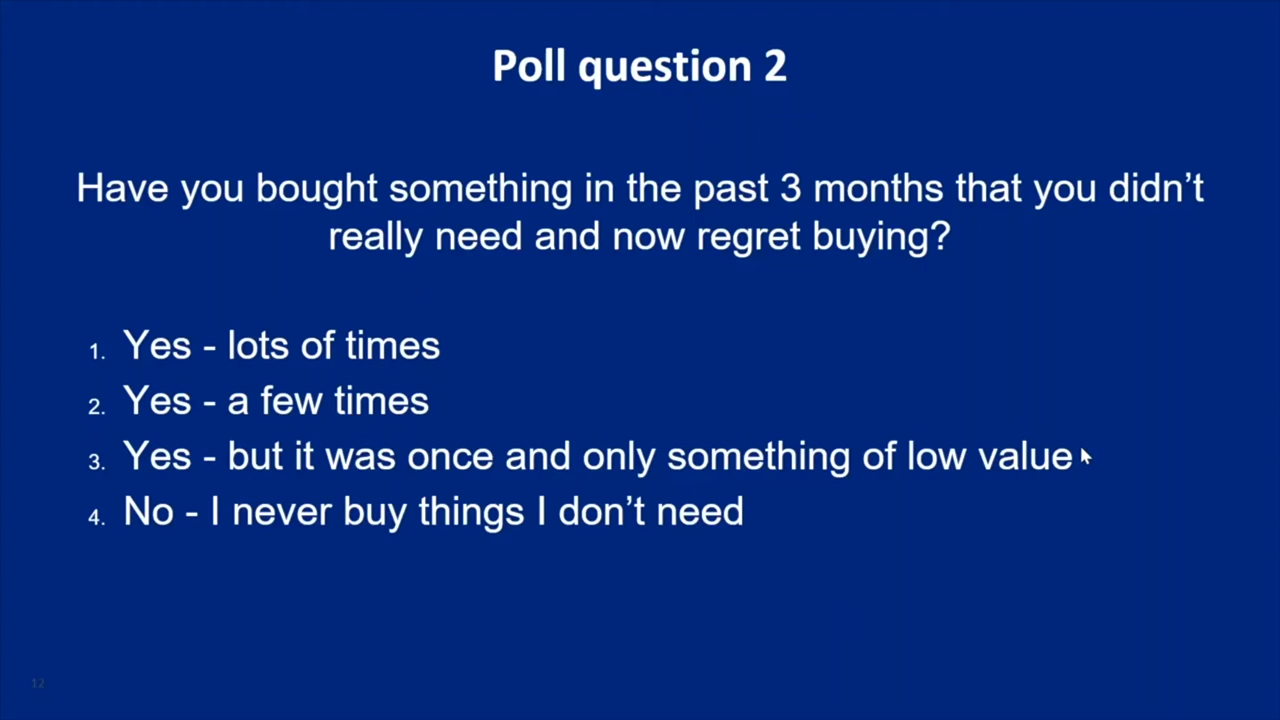 Poll question 2
Have you bought something in the past 3 months that you didn’t
really need and now regret buying?
1. Yes - lots of times
2. Yes - a few times
3. Yes - but it was once and only something of low value
4. No - I never buy things I don’t need
12